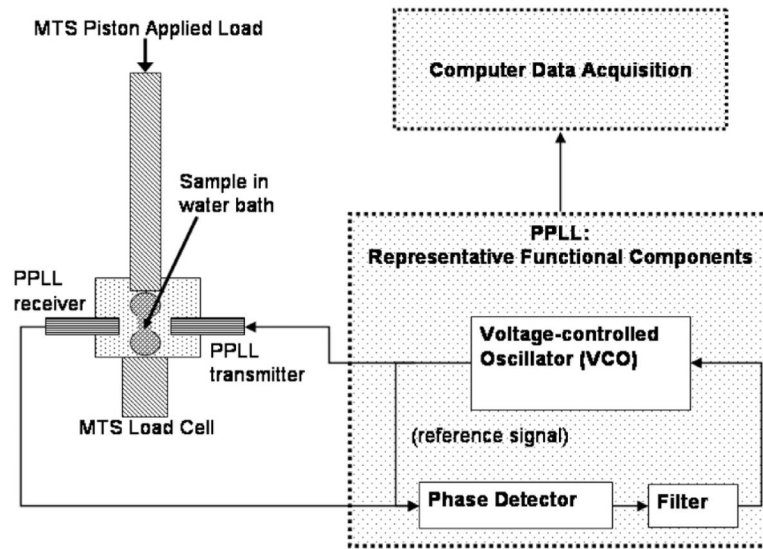 MTS Piston Applied Load
Computer Data Acquisition
Sample in
water bath
PPLL:
Representative Functional Components
PPLL
receiver
Voltage-controlled
Oscillator (VCO)
PPLL
transmitter
MTS Load Cell
(reference signal)
Phase Detector
Filter